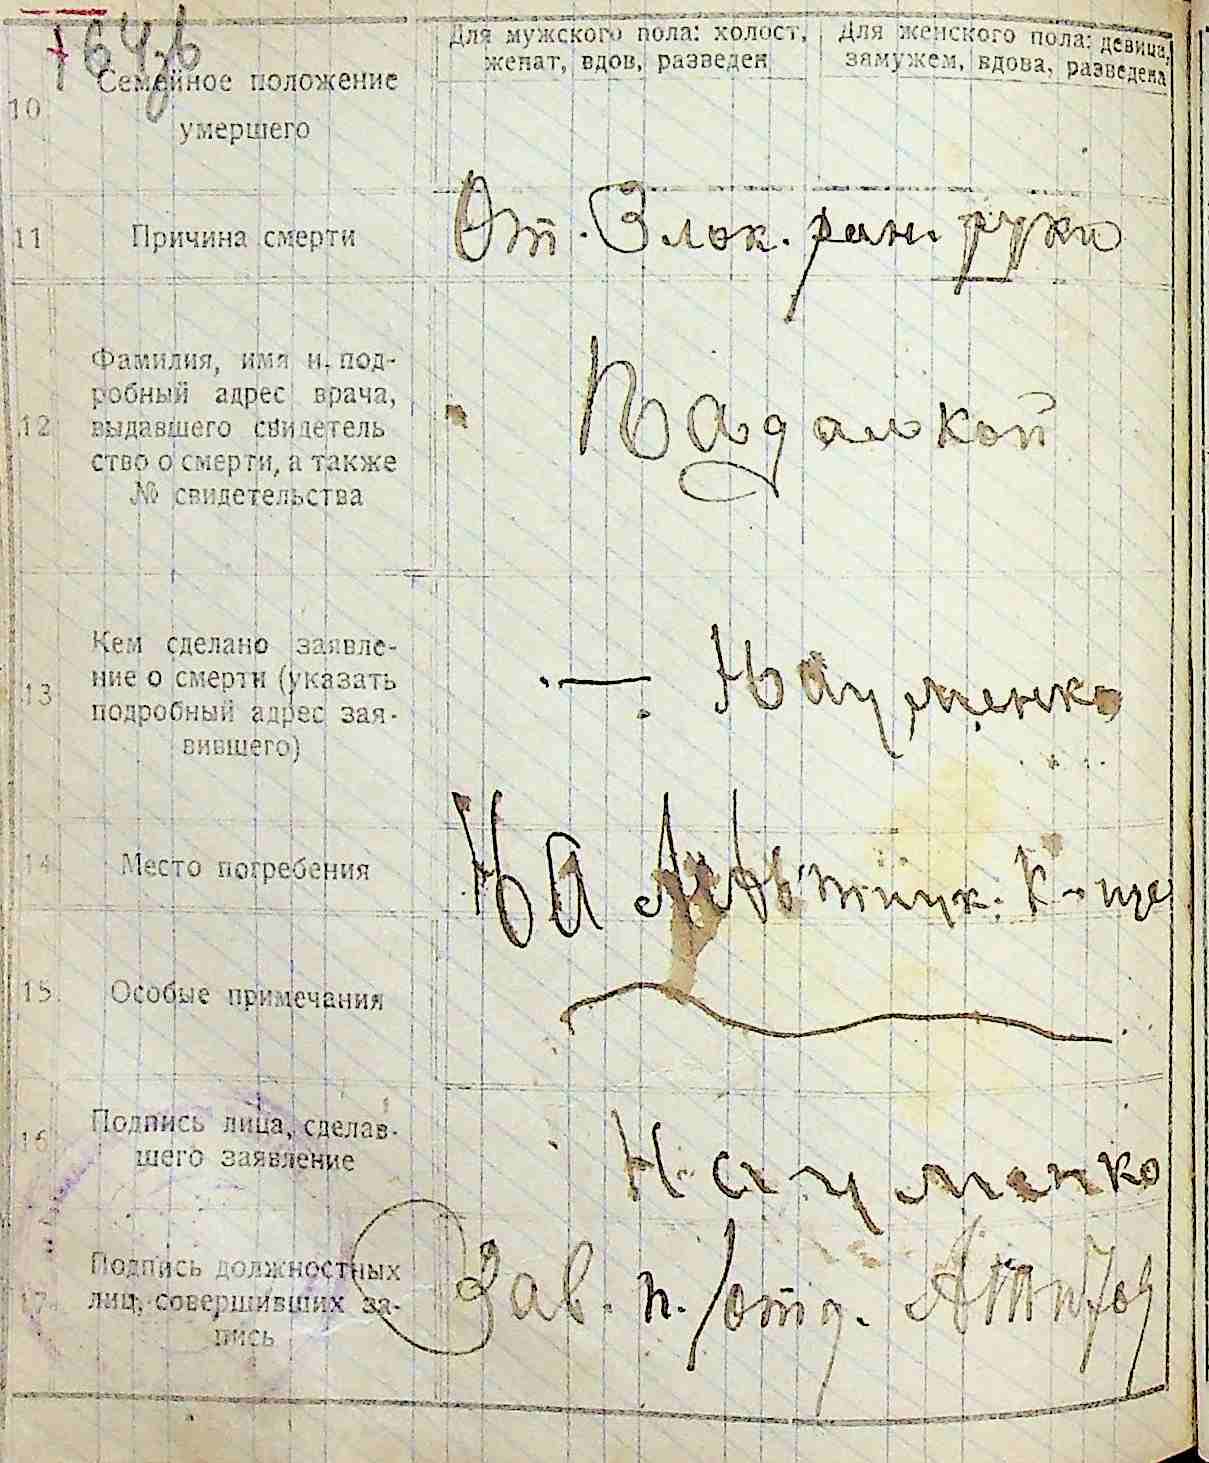 Для мужского пола: холост, женат, вдов, разведен
Для женского пола: девица, замужем, вдова, разведена
10 Семейное положение умершего
11 Причина смерти
От. Злок. ран. руки
12 Фамилия, имя и подробный адрес врача, выдавшего свидетельство о смерти, а также № свидетельства
Падалкой
13 Кем сделано заявление о смерти (указать подробный адрес заявившего)
— Науменко
14 Место погребения
На к-ще
15. Особые примечания
16 Подпись лица, сделавшего заявление
Науменко
17. Подпись должностных лиц, совершивших запись
Зав. п./отд.